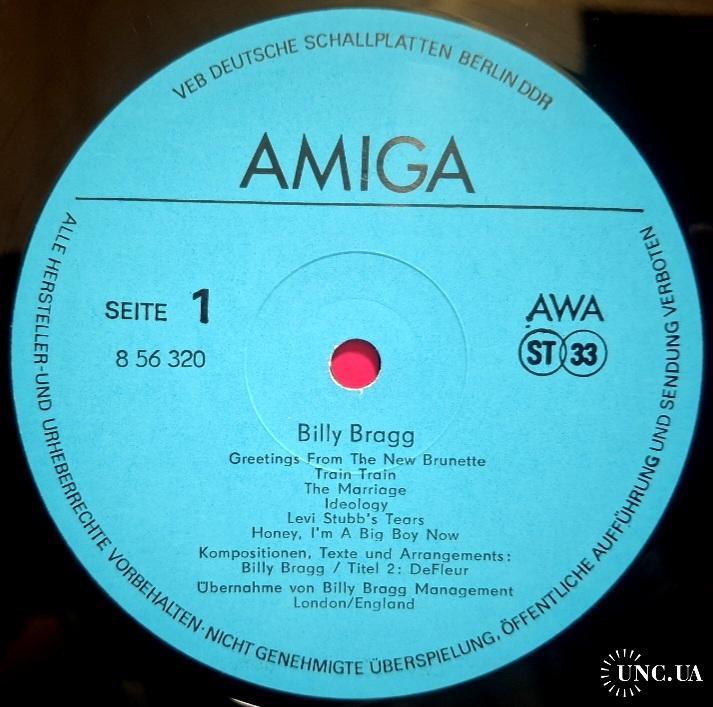 VEB DEUTSCHE SCHALLPLATTEN BERLIN DDR
AMIGA
SEITE 1
8 56 320
AWA
ST 33
Billy Bragg
Greetings From The New Brunette
Train Train
The Marriage
Ideology
Levi Stubb's Tears
Honey, I'm A Big Boy Now
Kompositionen, Texte und Arrangements:
Billy Bragg / Titel 2: DeFleur
Übernahme von Billy Bragg Management
London/England
ALLE HERSTELLER-UND URHEBERRECHTE VORBEHALTEN·NICHT GENEHMIGTE ÜBERSPIELUNG, ÖFFENTLICHE AUFFÜHRUNG UND SENDUNG VERBOTEN
UNC.UA